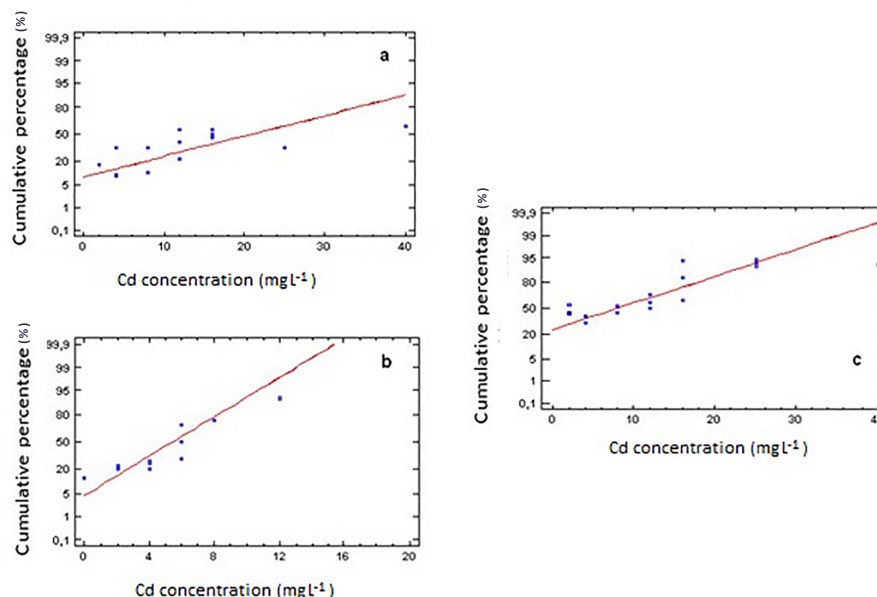 Cumulative percentage (%)
99,9
99
95
80
50
20
5
1
0,1
a
0 10 20 30 40
Cd concentration (mgL-1)
Cumulative percentage (%)
99,9
99
95
80
50
20
5
1
0,1
b
0 4 8 12 16 20
Cd concentration (mgL-1)
Cumulative percentage (%)
99,9
99
95
80
50
20
5
1
0,1
c
0 10 20 30
Cd concentration (mgL-1)